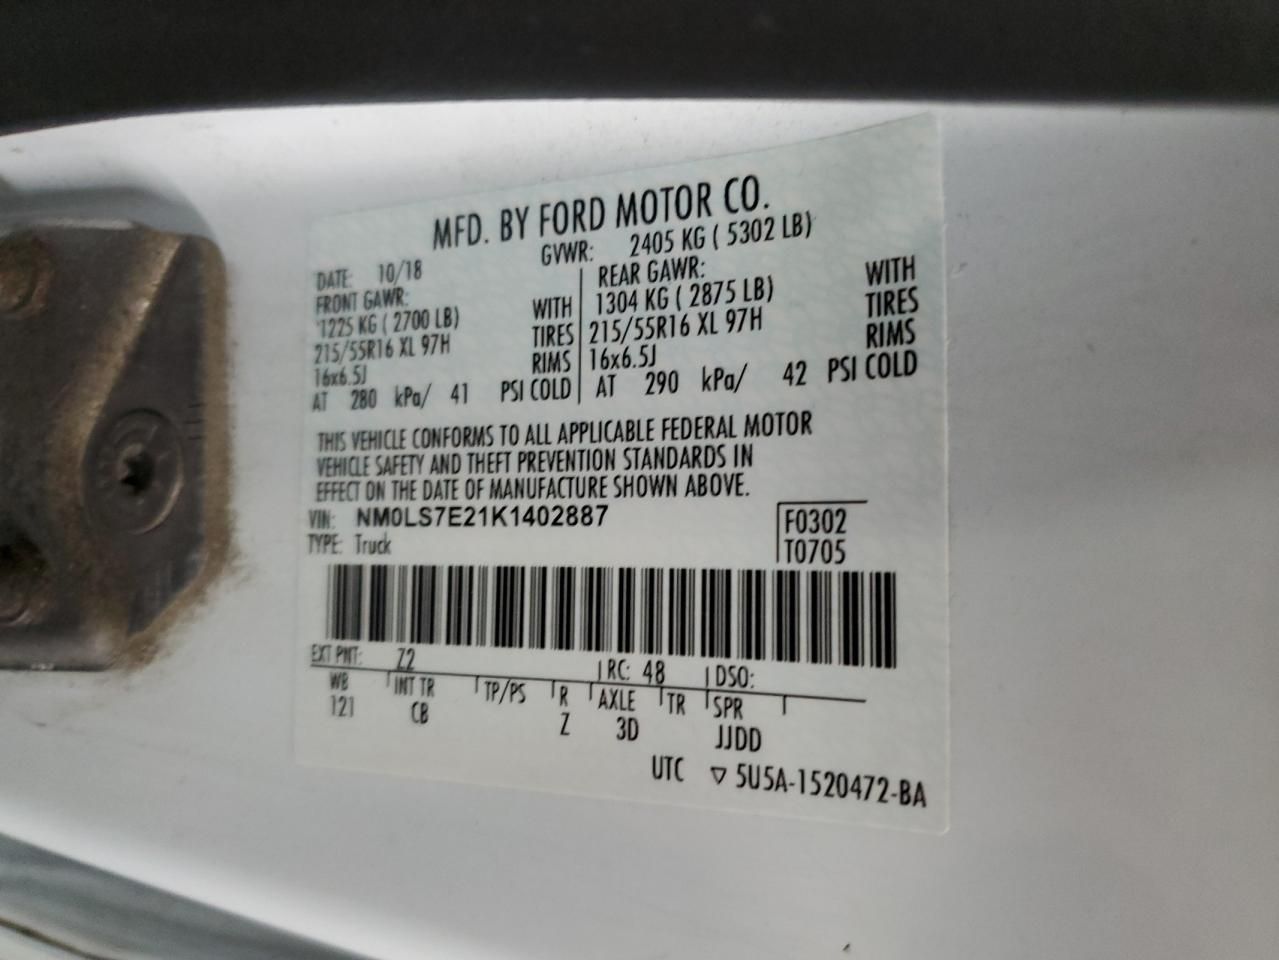 MFD. BY FORD MOTOR CO.
DATE: 10/18 GVWR: 2405 KG ( 5302 LB)
FRONT GAWR: REAR GAWR:
1225 KG ( 2700 LB) WITH 1304 KG ( 2875 LB) WITH
215/55R16 XL 97H TIRES 215/55R16 XL 97H TIRES
16x6.5J RIMS 16x6.5J RIMS
AT 280 kPa/ 41 PSI COLD AT 290 kPa/ 42 PSI COLD
THIS VEHICLE CONFORMS TO ALL APPLICABLE FEDERAL MOTOR
VEHICLE SAFETY AND THEFT PREVENTION STANDARDS IN
EFFECT ON THE DATE OF MANUFACTURE SHOWN ABOVE.
VIN: NM0LS7E21K1402887 F0302
TYPE: Truck T0705
EXT PNT: Z2 RC: 48 DSO:
WB INT TR TP/PS R AXLE TR SPR
121 CB Z 3D JJDD
UTC ▽ 5U5A-1520472-BA